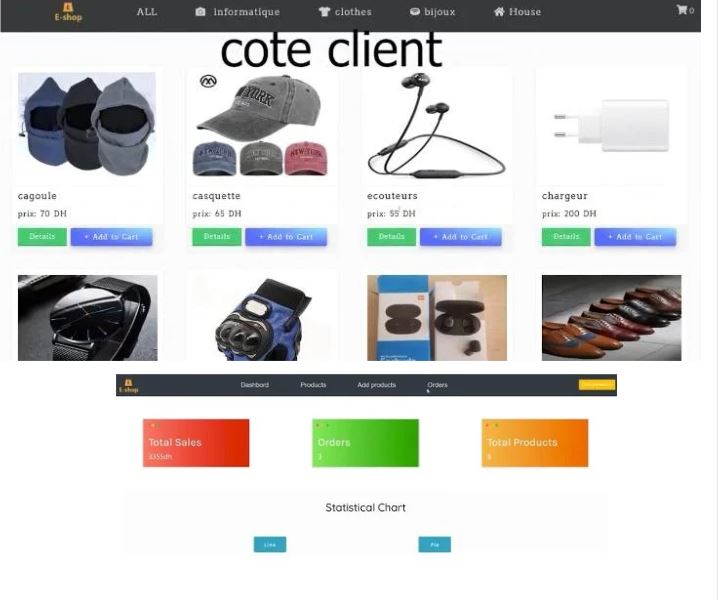 E-shop
ALL informatique clothes bijoux House 0
cote client
cagoule
prix: 70 DH
Details + Add to Cart
casquette
prix: 65 DH
Details + Add to Cart
ecouteurs
prix: 55 DH
Details + Add to Cart
chargeur
prix: 200 DH
Details + Add to Cart
E-shop
Dashbord Products Add products Orders
Total Sales
3355dh
Orders
3
Total Products
8
Statistical Chart
Line Pie